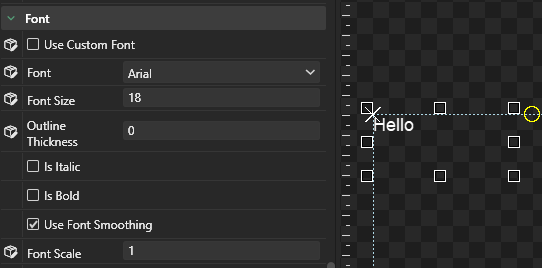 Font
Use Custom Font
Font Arial
Font Size 18
Outline
Thickness 0
Is Italic
Is Bold
Use Font Smoothing
Font Scale 1
Hello